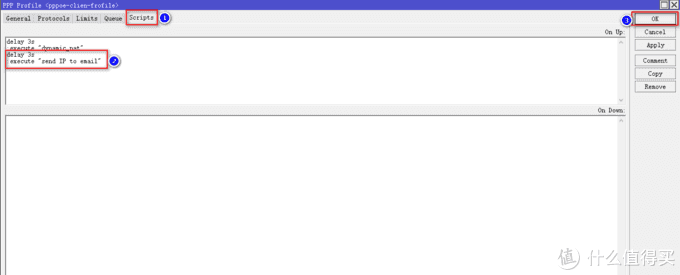 PPP Profile <pppoe-clien-frofile>
General Protocols Limits Queue Scripts 1
3 OK
On Up:
Cancel
delay 3s
execute "dynamic_nat"
delay 3s
execute "send IP to email" 2
Apply
Comment
Copy
Remove
On Down:
值 什么值得买